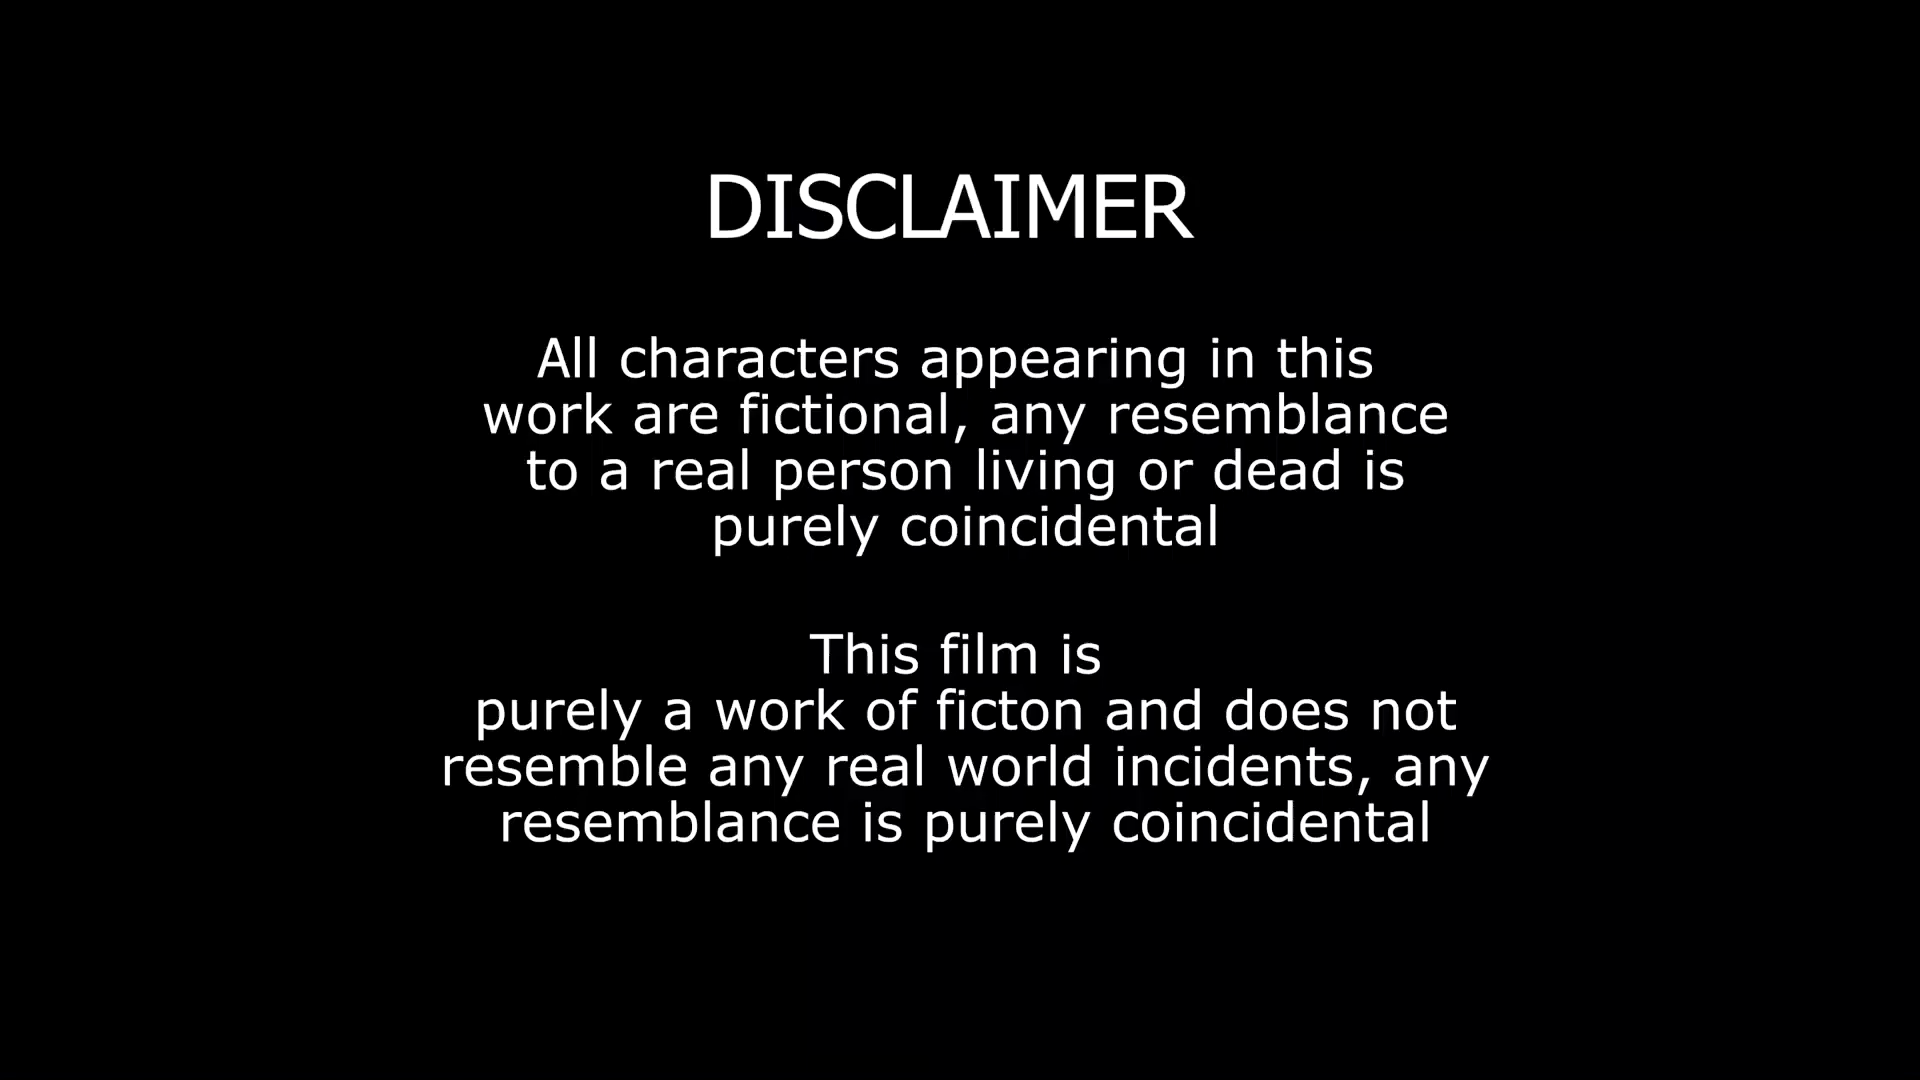 DISCLAIMER
All characters appearing in this
work are fictional, any resemblance
to a real person living or dead is
purely coincidental
This film is
purely a work of ficton and does not
resemble any real world incidents, any
resemblance is purely coincidental